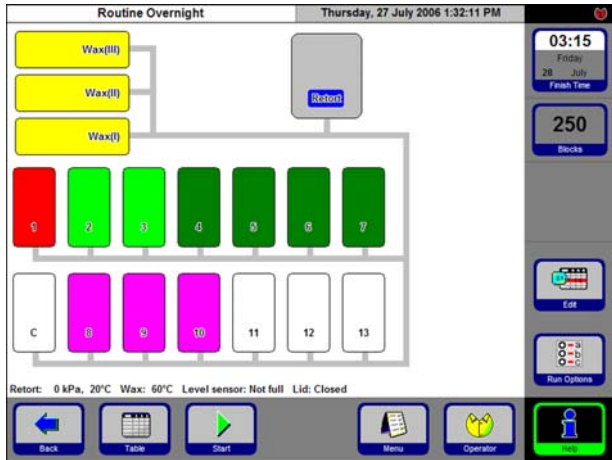 Routine Overnight
Thursday, 27 July 2006 1:32:11 PM
Wax(III)
Wax(II)
Wax(I)
Retort
03:15
Friday
28 July
Finish Time
250
Blocks
1 2 3 4 5 6 7
C 8 9 10 11 12 13
Edit
Run Options
Retort: 0 kPa, 20°C Wax: 60°C Level sensor: Not full Lid: Closed
Back
Table
Start
Menu
Operator
Help